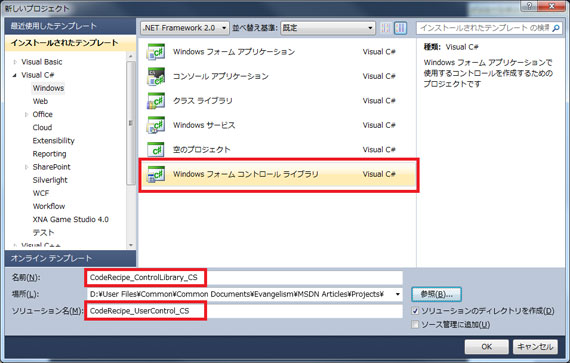 新しいプロジェクト
最近使用したテンプレート
.NET Framework 2.0
並べ替え基準:
既定
インストールされたテンプレート の検索
インストールされたテンプレート
Visual Basic
Visual C#
Windows
Web
Office
Cloud
Extensibility
Reporting
SharePoint
Silverlight
WCF
Workflow
XNA Game Studio 4.0
テスト
Visual C++
オンライン テンプレート
Windows フォーム アプリケーション Visual C#
コンソール アプリケーション Visual C#
クラス ライブラリ Visual C#
Windows サービス Visual C#
空のプロジェクト Visual C#
Windows フォーム コントロール ライブラリ Visual C#
種類: Visual C#
Windows フォーム アプリケーションで
使用するコントロールを作成するための
プロジェクトです
名前(N): CodeRecipe_ControlLibrary_CS
場所(L): D:¥User Files¥Common¥Common Documents¥Evangelism¥MSDN Articles¥Projects¥
参照(B)...
ソリューション名(M): CodeRecipe_UserControl_CS
ソリューションのディレクトリを作成(D)
ソース管理に追加(U)
OK
キャンセル